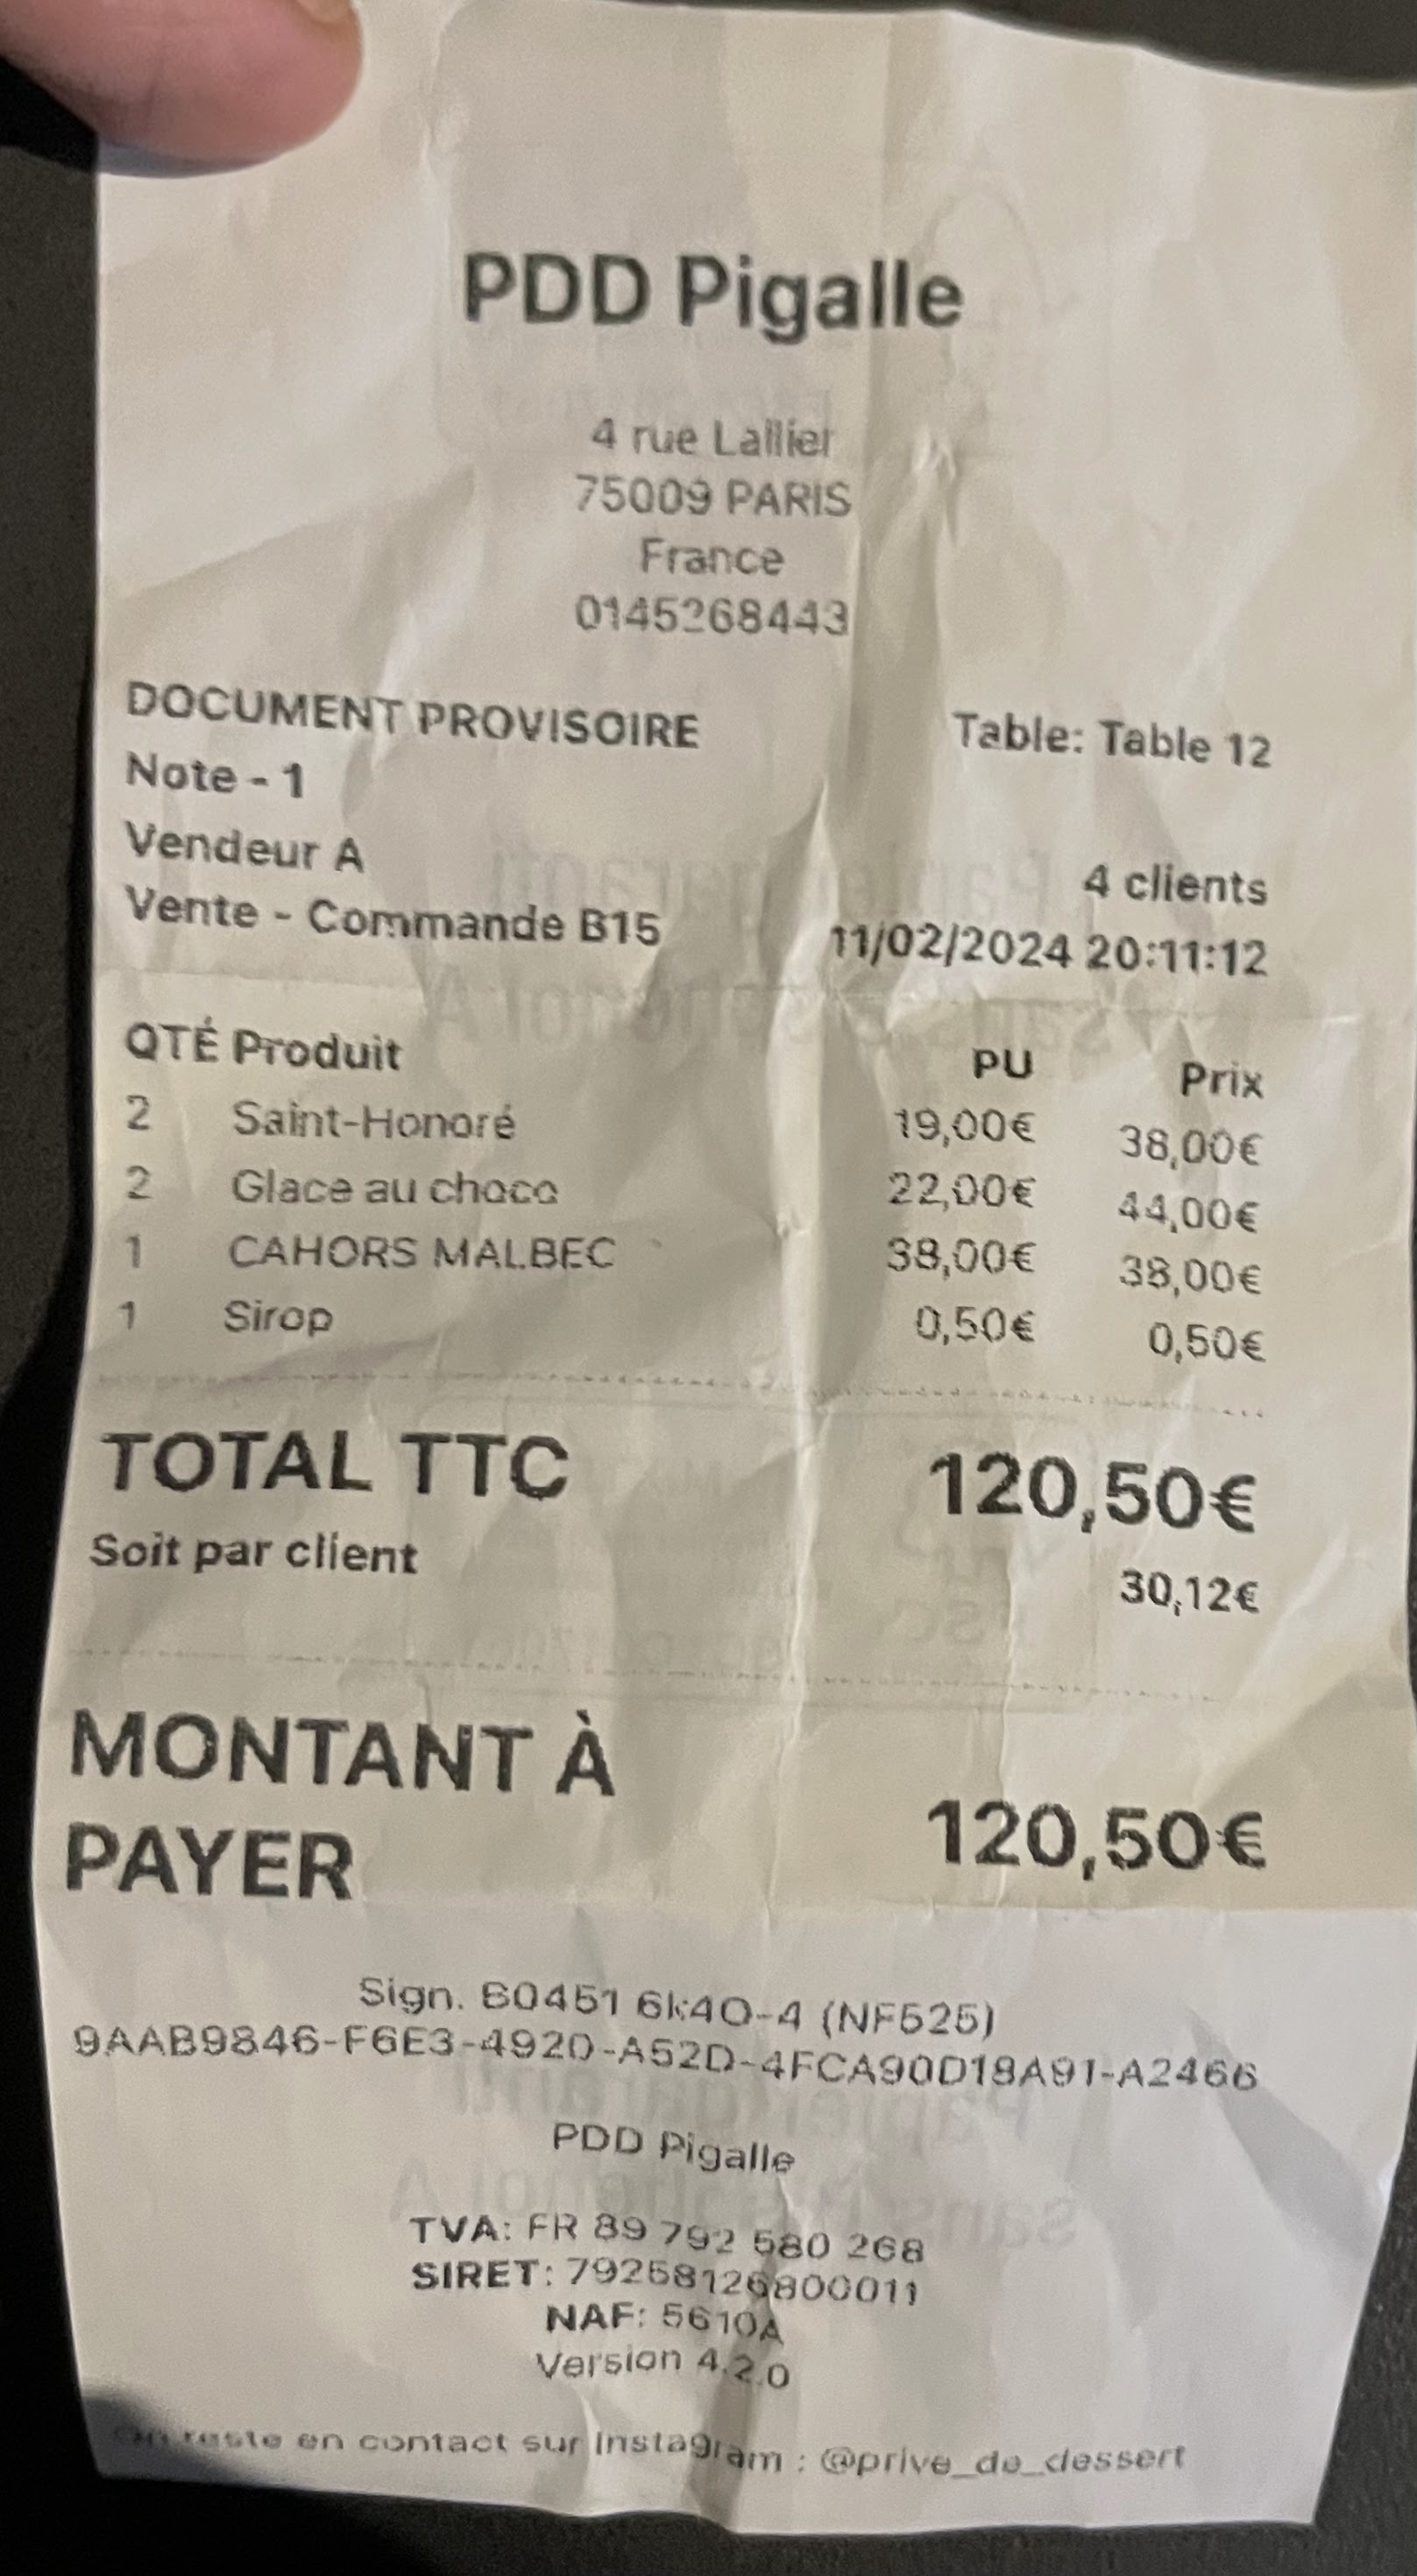 PDD Pigalle
4 rue Lallier
75009 PARIS
France
0145268443
DOCUMENT PROVISOIRE Table: Table 12
Note - 1
Vendeur A 4 clients
Vente - Commande B15 11/02/2024 20:11:12
QTÉ Produit PU Prix
2 Saint-Honoré 19,00€ 38,00€
2 Glace au choco 22,00€ 44,00€
1 CAHORS MALBEC 38,00€ 38,00€
1 Sirop 0,50€ 0,50€
TOTAL TTC 120,50€
Soit par client 30,12€
MONTANT À
PAYER 120,50€
Sign. B0451 6k4O-4 (NF525)
9AAB9846-F6E3-4920-A52D-4FCA90D18A91-A2466
PDD Pigalle
TVA: FR 89 792 580 268
SIRET: 79258126800011
NAF: 5610A
Version 4.2.0
On reste en contact sur Instagram : @prive_de_dessert